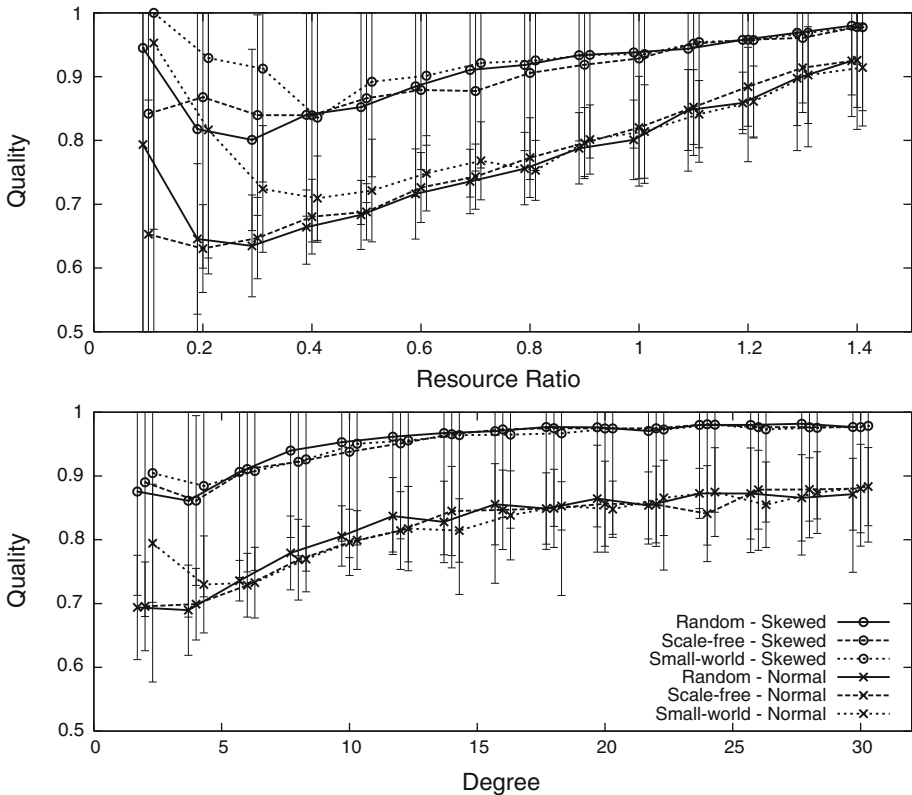 1
0.9
0.8
0.7
0.6
0.5
Quality
0 0.2 0.4 0.6 0.8 1 1.2 1.4
Resource Ratio
1
0.9
0.8
0.7
0.6
0.5
Quality
Random - Skewed
Scale-free - Skewed
Small-world - Skewed
Random - Normal
Scale-free - Normal
Small-world - Normal
0 5 10 15 20 25 30
Degree